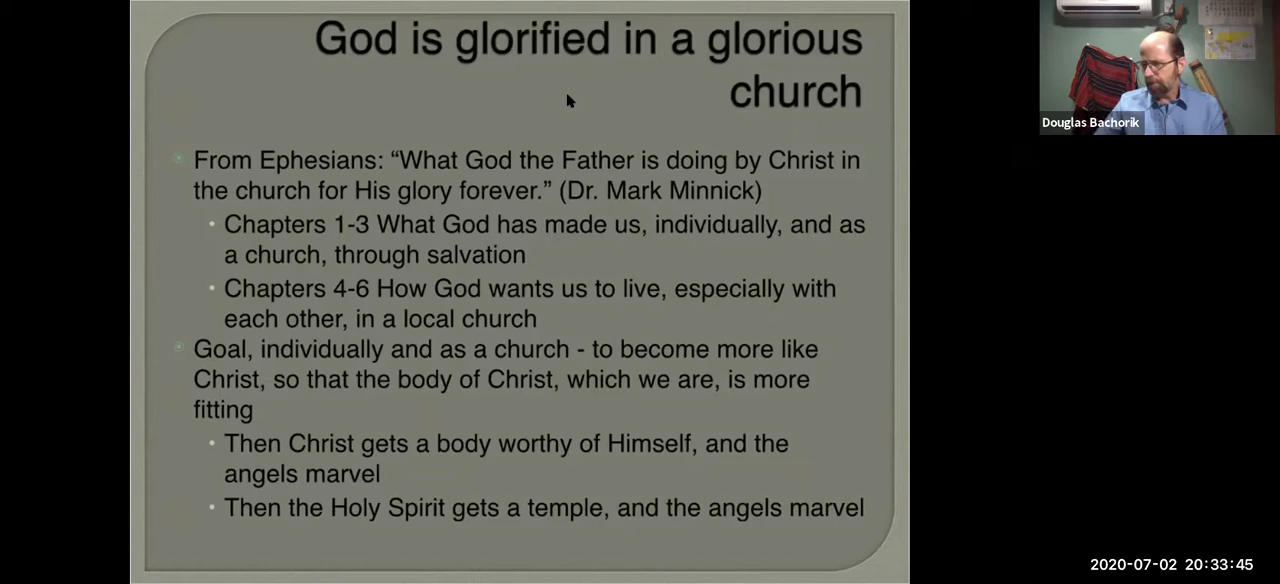 God is glorified in a glorious
church
From Ephesians: “What God the Father is doing by Christ in
the church for His glory forever.” (Dr. Mark Minnick)
Chapters 1-3 What God has made us, individually, and as
a church, through salvation
Chapters 4-6 How God wants us to live, especially with
each other, in a local church
Goal, individually and as a church - to become more like
Christ, so that the body of Christ, which we are, is more
fitting
Then Christ gets a body worthy of Himself, and the
angels marvel
Then the Holy Spirit gets a temple, and the angels marvel
Douglas Bachorik
2020-07-02 20:33:45